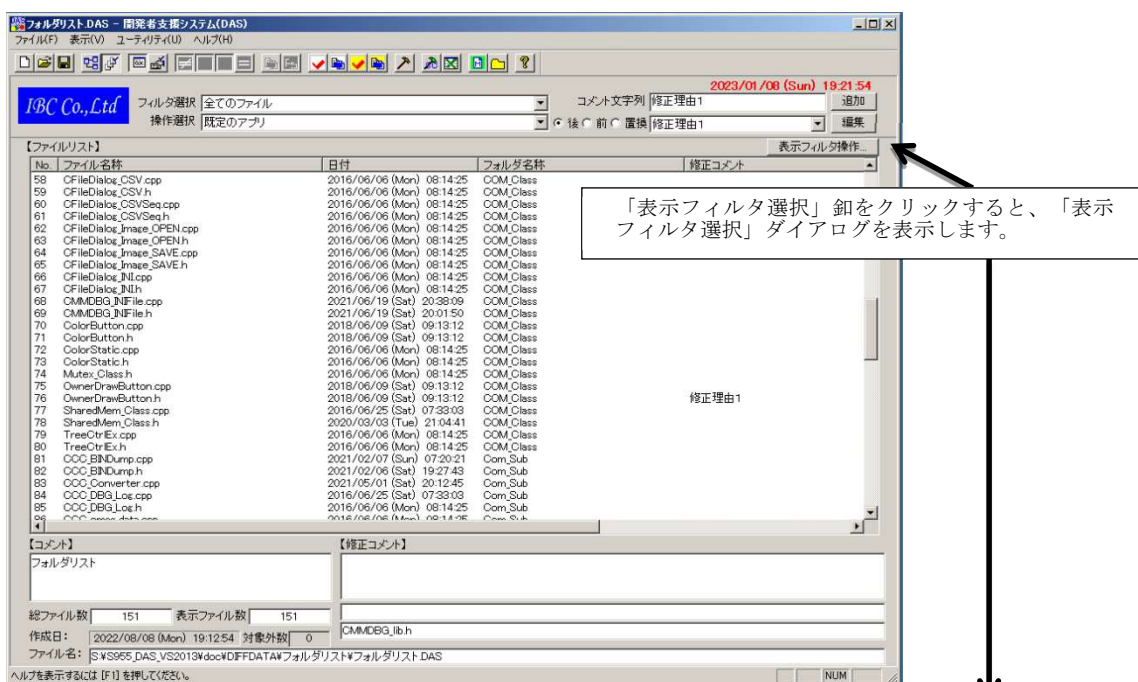 フォルダリスト.DAS - 開発者支援システム(DAS)
ファイル(F) 表示(V) ユーティリティ(U) ヘルプ(H)
2023/01/08 (Sun) 19:21:54
IBC Co.,Ltd
フィルタ選択 全てのファイル コメント文字列 修正理由1 追加
操作選択 既定のアプリ 後 前 置換 修正理由1 編集
【ファイルリスト】 表示フィルタ操作...
No. ファイル名称 日付 フォルダ名称 修正コメント
58 CFileDialog_CSV.cpp 2016/06/06 (Mon) 08:14:25 COM_Class
59 CFileDialog_CSV.h 2016/06/06 (Mon) 08:14:25 COM_Class
60 CFileDialog_CSVSeq.cpp 2016/06/06 (Mon) 08:14:25 COM_Class
61 CFileDialog_CSVSeq.h 2016/06/06 (Mon) 08:14:25 COM_Class
62 CFileDialog_Image_OPEN.cpp 2016/06/06 (Mon) 08:14:25 COM_Class
63 CFileDialog_Image_OPEN.h 2016/06/06 (Mon) 08:14:25 COM_Class
64 CFileDialog_Image_SAVE.cpp 2016/06/06 (Mon) 08:14:25 COM_Class
65 CFileDialog_Image_SAVE.h 2016/06/06 (Mon) 08:14:25 COM_Class
66 CFileDialog_INI.cpp 2016/06/06 (Mon) 08:14:25 COM_Class
67 CFileDialog_INI.h 2016/06/06 (Mon) 08:14:25 COM_Class
68 CMMDBG_INIFile.cpp 2021/06/19 (Sat) 20:38:09 COM_Class
69 CMMDBG_INIFile.h 2021/06/19 (Sat) 20:01:50 COM_Class
70 ColorButton.cpp 2018/06/09 (Sat) 09:13:12 COM_Class
71 ColorButton.h 2018/06/09 (Sat) 09:13:12 COM_Class
72 ColorStatic.cpp 2016/06/06 (Mon) 08:14:25 COM_Class
73 ColorStatic.h 2016/06/06 (Mon) 08:14:25 COM_Class
74 Mutex_Class.h 2016/06/06 (Mon) 08:14:25 COM_Class
75 OwnerDrawButton.cpp 2018/06/09 (Sat) 09:13:12 COM_Class
76 OwnerDrawButton.h 2018/06/09 (Sat) 09:13:12 COM_Class 修正理由1
77 SharedMem_Class.cpp 2016/06/25 (Sat) 07:33:03 COM_Class
78 SharedMem_Class.h 2020/03/03 (Tue) 21:04:41 COM_Class
79 TreeCtrlEx.cpp 2016/06/06 (Mon) 08:14:25 COM_Class
80 TreeCtrlEx.h 2016/06/06 (Mon) 08:14:25 COM_Class
81 CCC_BINDump.cpp 2021/02/07 (Sun) 07:20:21 Com_Sub
82 CCC_BINDump.h 2021/02/06 (Sat) 19:27:43 Com_Sub
83 CCC_Converter.cpp 2021/05/01 (Sat) 20:12:45 Com_Sub
84 CCC_DBG_Log.cpp 2016/06/25 (Sat) 07:33:03 Com_Sub
85 CCC_DBG_Log.h 2016/06/06 (Mon) 08:14:25 Com_Sub
「表示フィルタ選択」釦をクリックすると、「表示
フィルタ選択」ダイアログを表示します。
【コメント】 【修正コメント】
フォルダリスト
総ファイル数 151 表示ファイル数 151
作成日: 2022/08/08 (Mon) 19:12:54 対象外数 0 CMMDBG_lib.h
ファイル名: S:¥S955_DAS_VS2013¥doc¥DIFFDATA¥フォルダリスト¥フォルダリスト.DAS
ヘルプを表示するには [F1] を押してください。 NUM